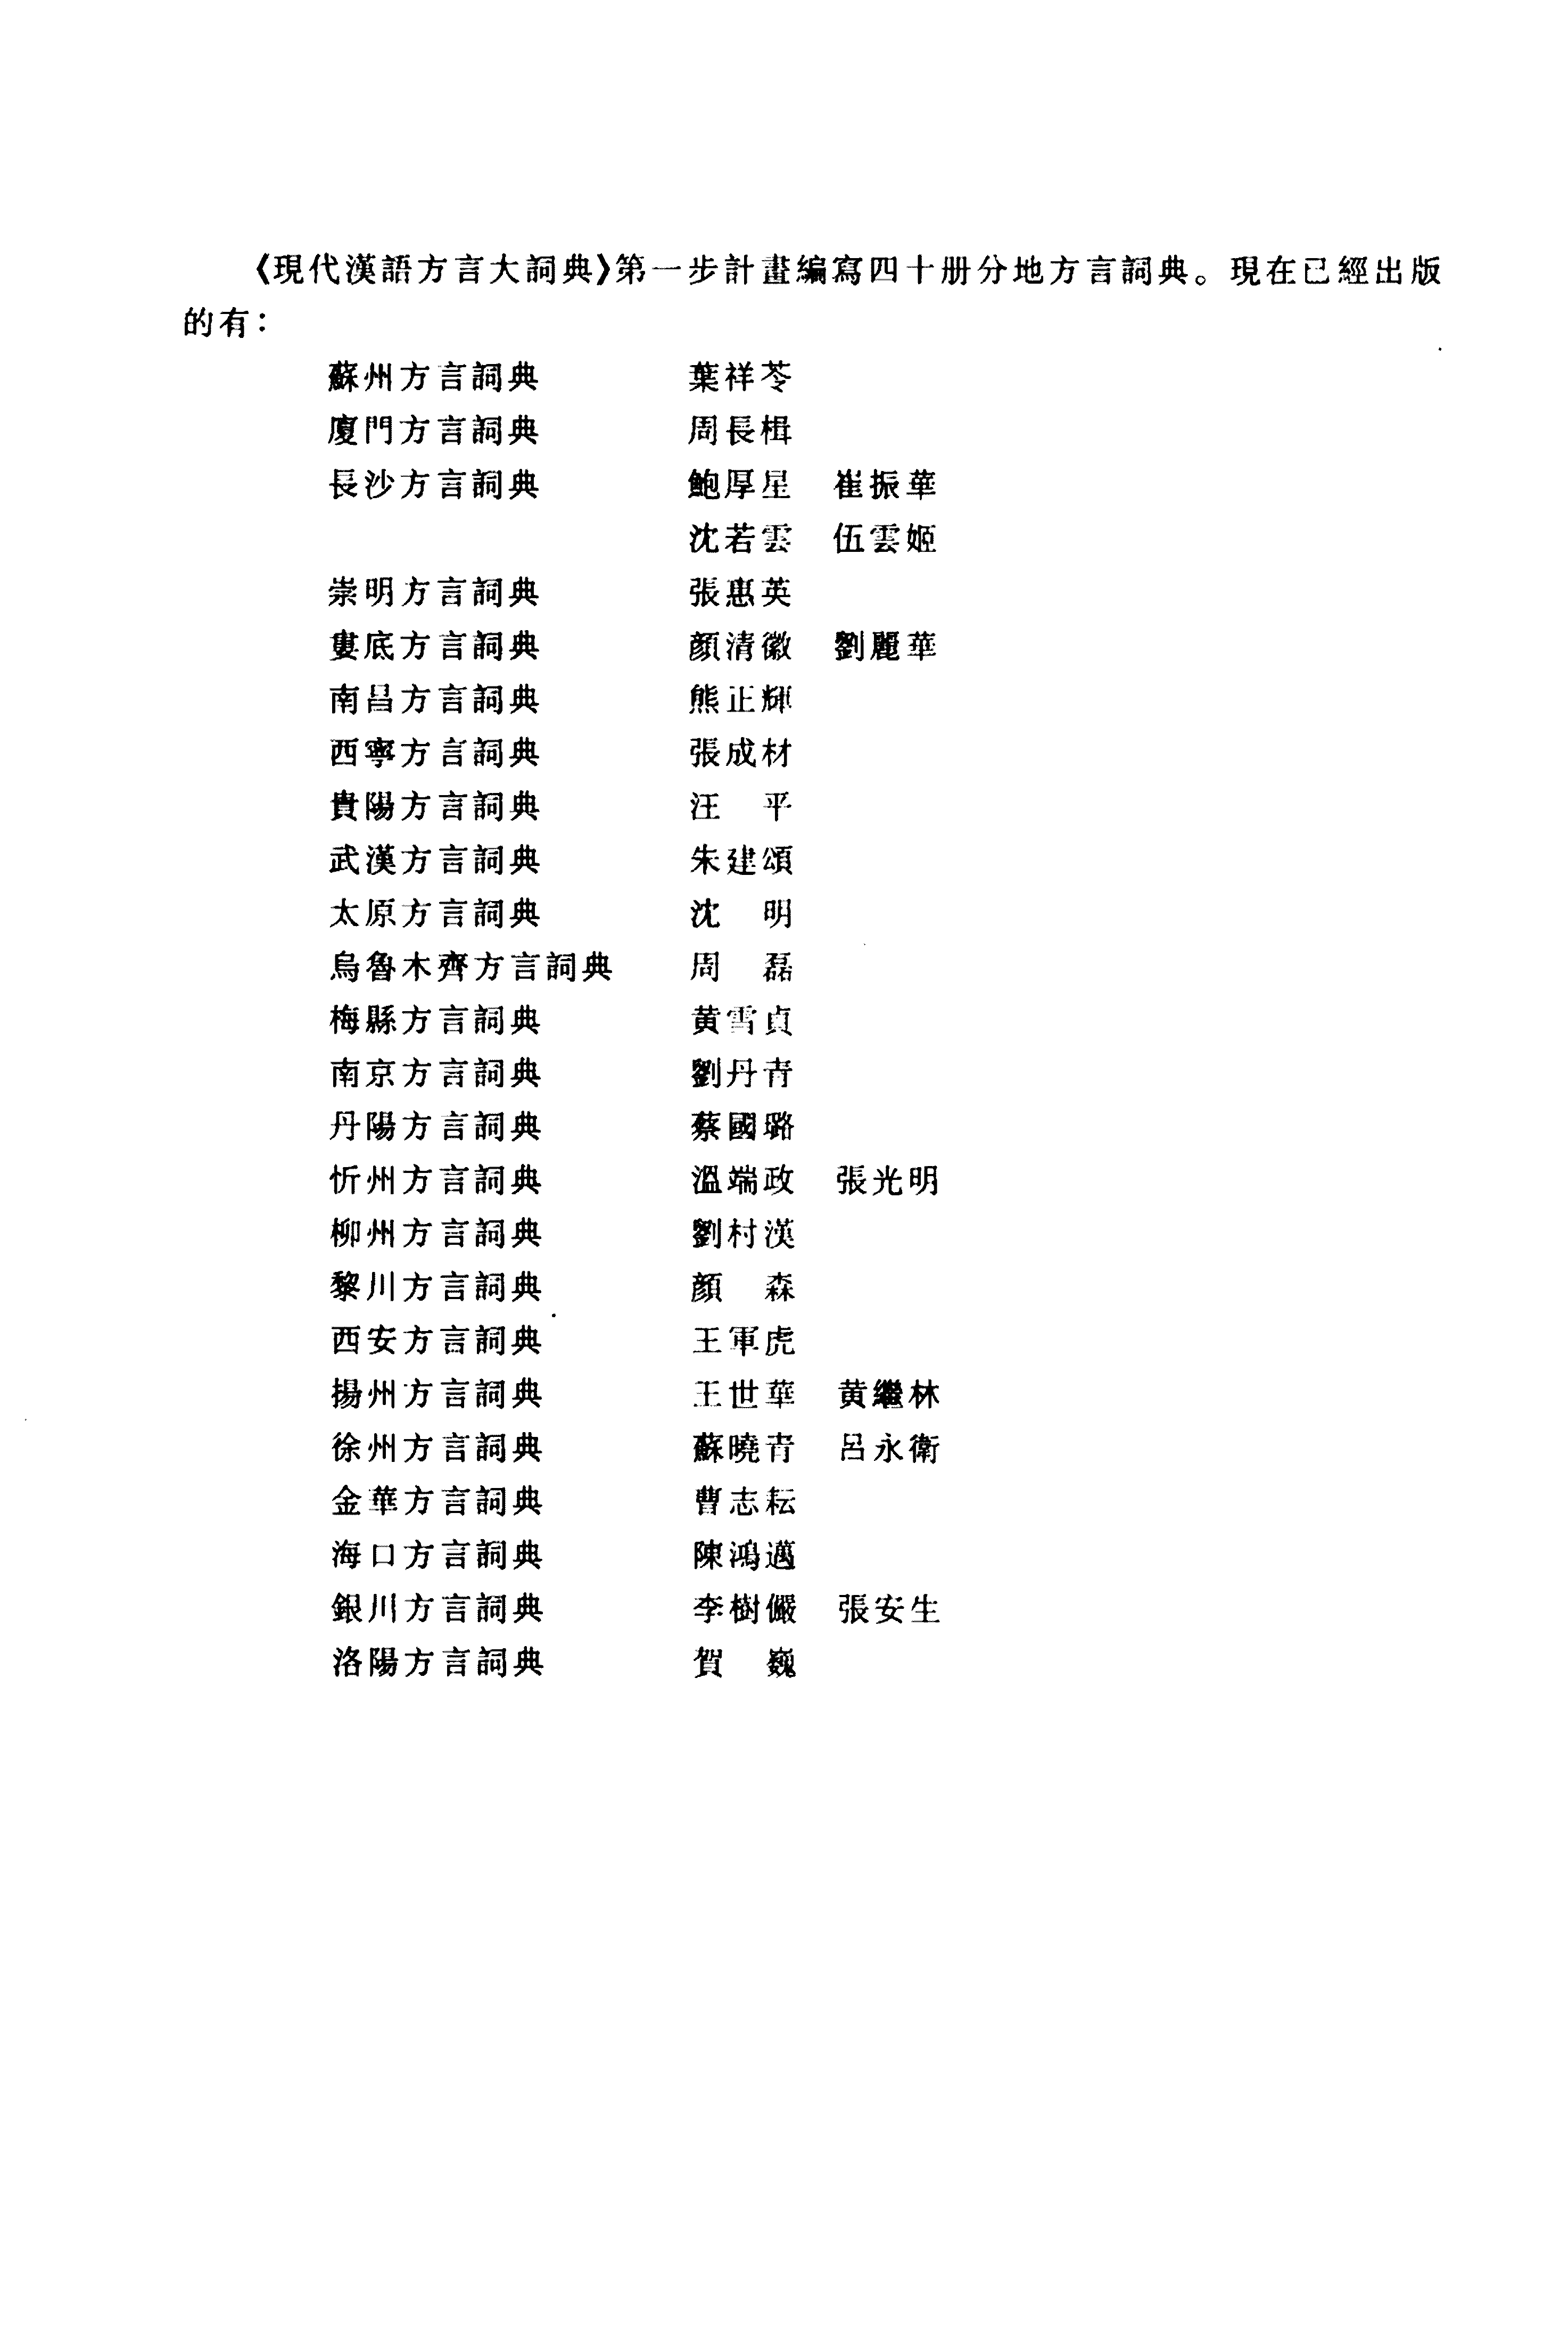 《現代漢語方言大詞典》第一步計畫編寫四十册分地方言詞典。現在已經出版
的有：
蘇州方言詞典　葉祥苓
廈門方言詞典　周長楫
長沙方言詞典　鮑厚星　崔振華
沈若雲　伍雲姬
崇明方言詞典　張惠英
婁底方言詞典　顔清徽　劉麗華
南昌方言詞典　熊正輝
西寧方言詞典　張成材
貴陽方言詞典　汪　平
武漢方言詞典　朱建頌
太原方言詞典　沈　明
烏魯木齊方言詞典　周　磊
梅縣方言詞典　黄雪貞
南京方言詞典　劉丹青
丹陽方言詞典　蔡國璐
忻州方言詞典　温端政　張光明
柳州方言詞典　劉村漢
黎川方言詞典　顔　森
西安方言詞典　王軍虎
揚州方言詞典　王世華　黄繼林
徐州方言詞典　蘇曉青　吕永衛
金華方言詞典　曹志耘
海口方言詞典　陳鴻邁
銀川方言詞典　李樹儼　張安生
洛陽方言詞典　賀　巍